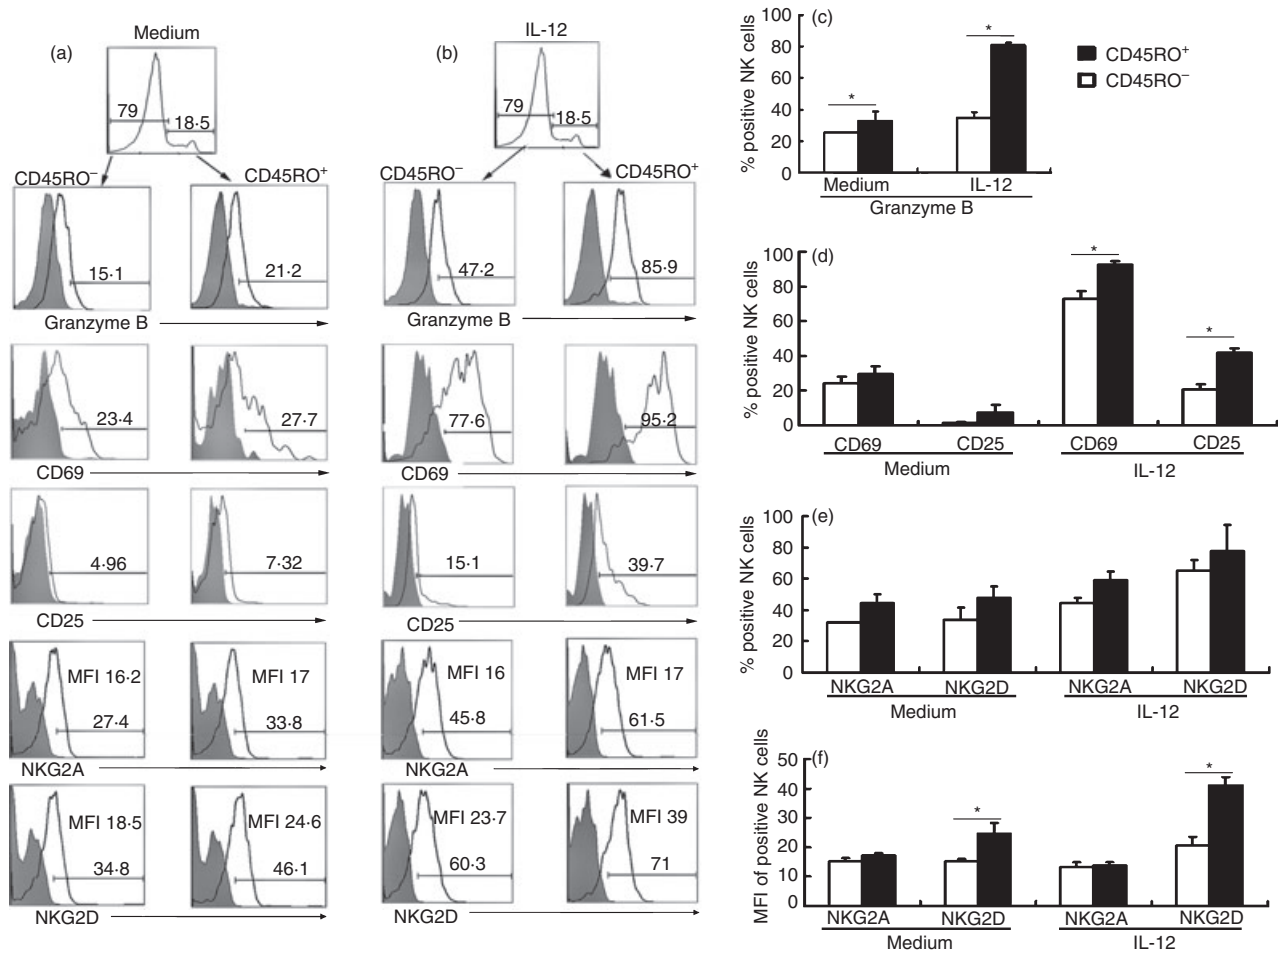 (a)
Medium
79
18·5
CD45RO⁻
CD45RO⁺
15·1
21·2
Granzyme B
23·4
27·7
CD69
4·96
7·32
CD25
MFI 16·2
27·4
MFI 17
33·8
NKG2A
MFI 18·5
34·8
MFI 24·6
46·1
NKG2D
(b)
IL-12
79
18·5
CD45RO⁻
CD45RO⁺
47·2
85·9
Granzyme B
77·6
95·2
CD69
15·1
39·7
CD25
MFI 16
45·8
MFI 17
61·5
NKG2A
MFI 23·7
60·3
MFI 39
71
NKG2D
(c)
% positive NK cells
100
80
60
40
20
0
*
*
Medium
IL-12
Granzyme B
CD45RO⁺
CD45RO⁻
(d)
% positive NK cells
100
80
60
40
20
0
*
*
CD69
CD25
CD69
CD25
Medium
IL-12
(e)
% positive NK cells
100
80
60
40
20
0
NKG2A
NKG2D
NKG2A
NKG2D
Medium
IL-12
(f)
MFI of positive NK cells
50
40
30
20
10
0
*
*
NKG2A
NKG2D
NKG2A
NKG2D
Medium
IL-12